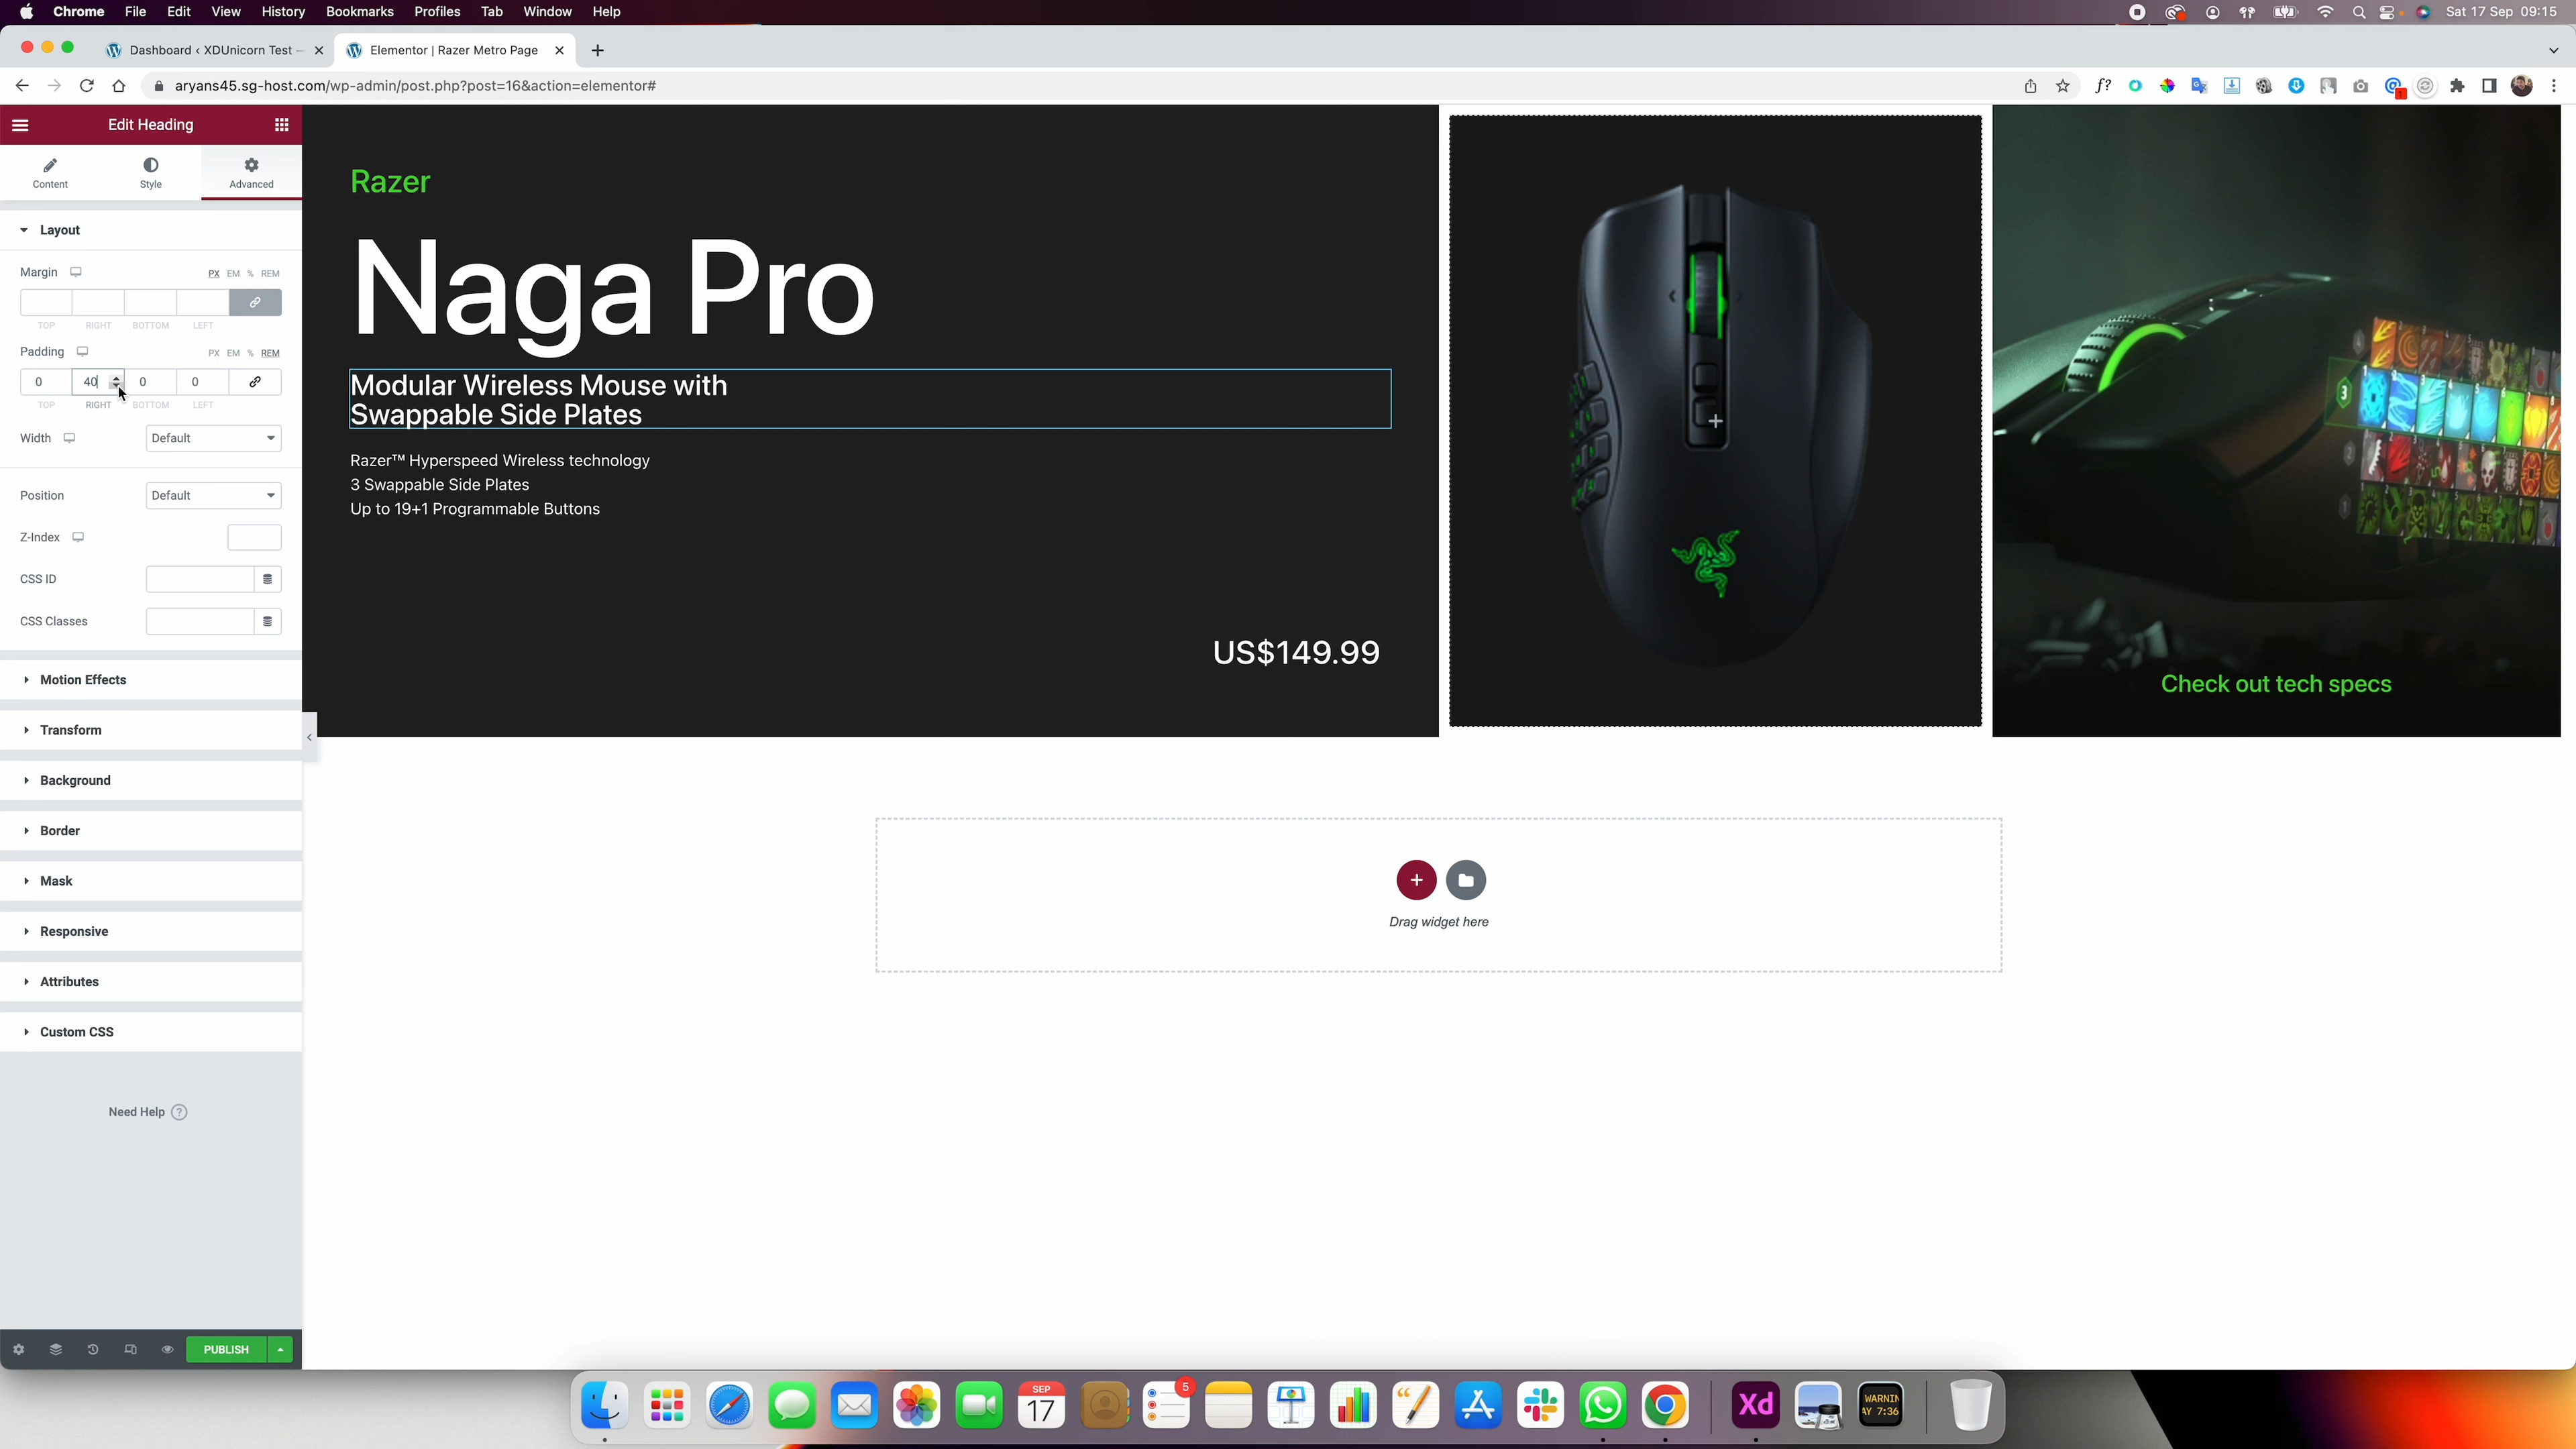 Chrome File Edit View History Bookmarks Profiles Tab Window Help Sat 17 Sep 09:15
Dashboard ‹ XDUnicorn Test – Elementor | Razer Metro Page
aryans45.sg-host.com/wp-admin/post.php?post=16&action=elementor#
Edit Heading
Content Style Advanced
Layout
Margin PX EM % REM
TOP RIGHT BOTTOM LEFT
Padding PX EM % REM
0 40 0 0
TOP RIGHT BOTTOM LEFT
Width Default
Position Default
Z-Index
CSS ID
CSS Classes
Motion Effects
Transform
Background
Border
Mask
Responsive
Attributes
Custom CSS
Need Help ?
PUBLISH
Razer
Naga Pro
Modular Wireless Mouse with
Swappable Side Plates
Razer™ Hyperspeed Wireless technology
3 Swappable Side Plates
Up to 19+1 Programmable Buttons
US$149.99
Check out tech specs
Drag widget here
SEP
17
5
Xd
WARNIN
AY 7:36